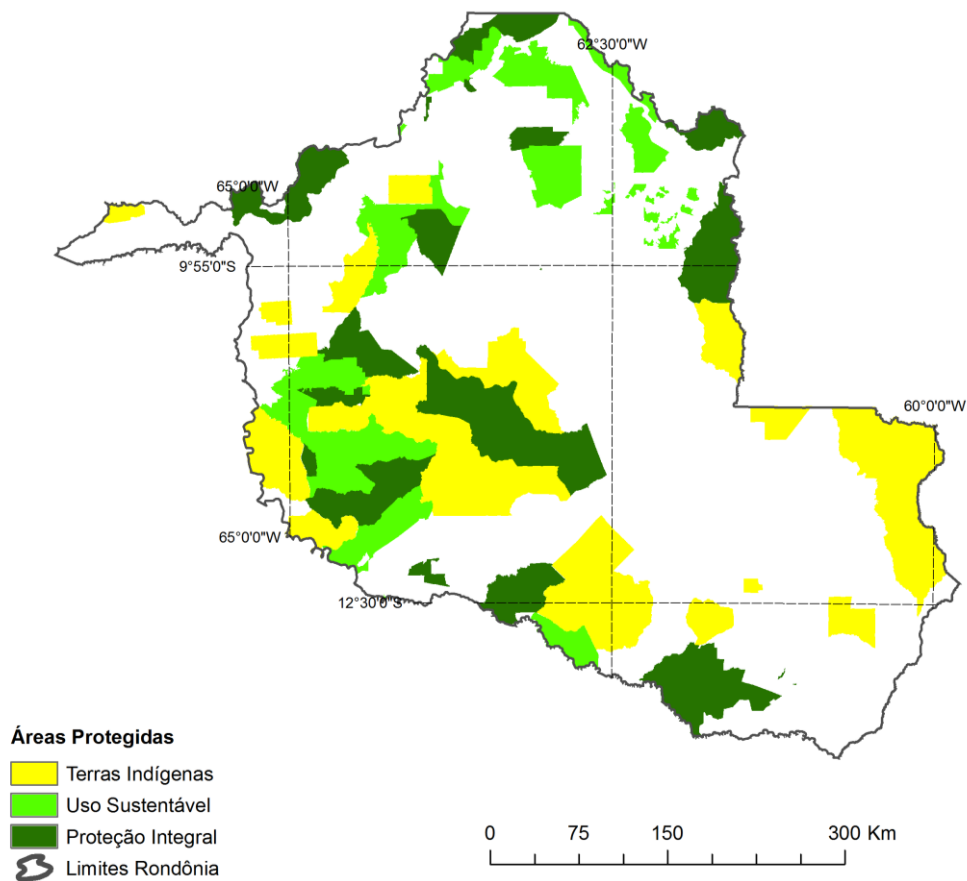 62°30'0"W
65°0'0"W
9°55'0"S
60°0'0"W
65°0'0"W
12°30'0"S
Áreas Protegidas
Terras Indígenas
Uso Sustentável
Proteção Integral
Limites Rondônia
0 75 150 300 Km